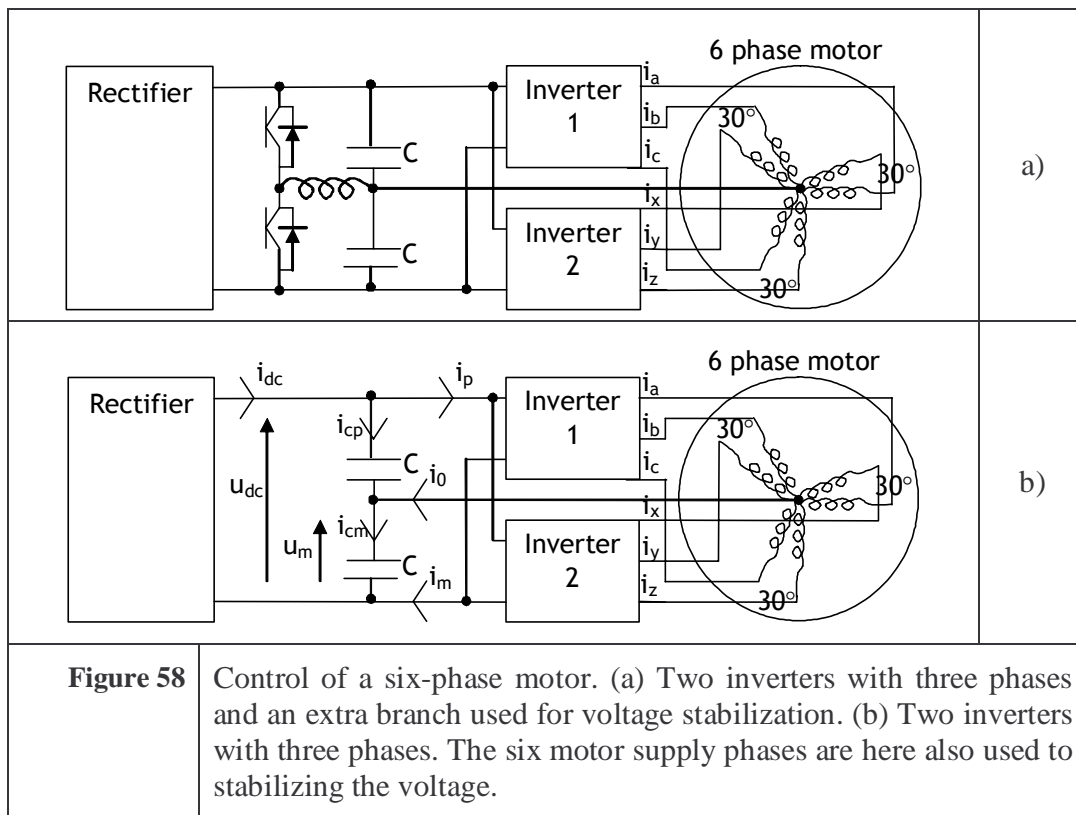 6 phase motor
Rectifier
Inverter
1
i_a
i_b
i_c
30°
30°
C
i_x
Inverter
2
i_y
i_z
C
30°
a)
6 phase motor
Rectifier
i_dc
i_p
Inverter
1
i_a
i_b
i_c
30°
30°
i_cp
C
i_0
u_dc
i_x
i_cm
u_m
C
i_m
Inverter
2
i_y
i_z
30°
b)
Figure 58
Control of a six-phase motor. (a) Two inverters with three phases
and an extra branch used for voltage stabilization. (b) Two inverters
with three phases. The six motor supply phases are here also used to
stabilizing the voltage.